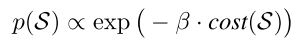 p(𝒮) ∝ exp ( − β · cost(𝒮))